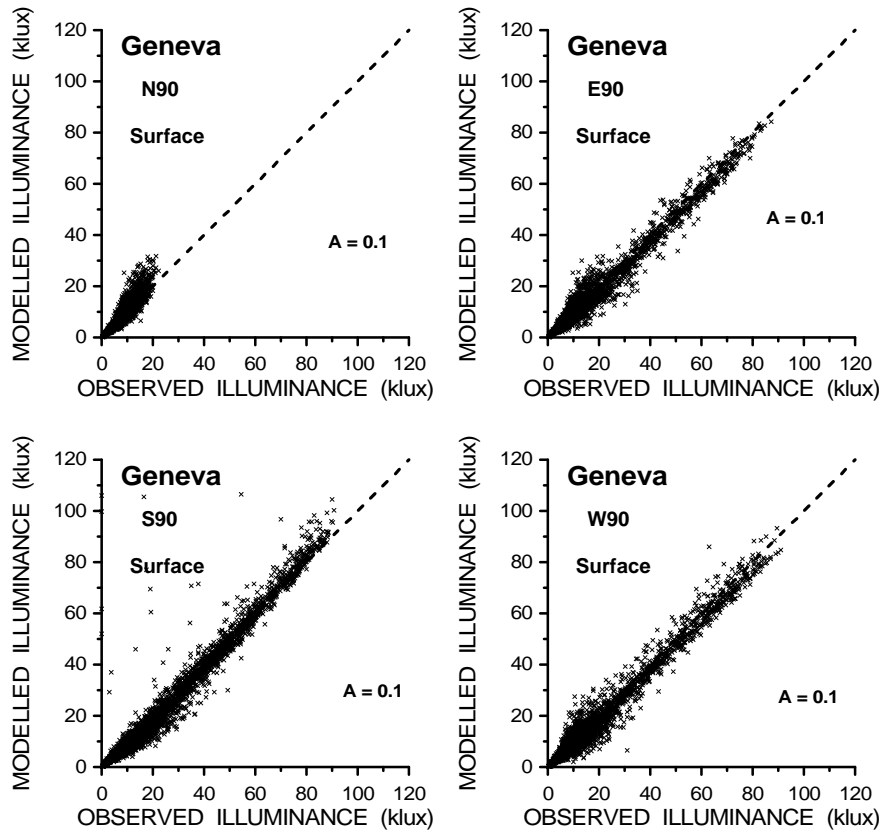 MODELLED ILLUMINANCE (klux)
120
100
80
60
40
20
0
Geneva
N90
Surface
A = 0.1
0 20 40 60 80 100 120
OBSERVED ILLUMINANCE (klux)
MODELLED ILLUMINANCE (klux)
120
100
80
60
40
20
0
Geneva
E90
Surface
A = 0.1
0 20 40 60 80 100 120
OBSERVED ILLUMINANCE (klux)
MODELLED ILLUMINANCE (klux)
120
100
80
60
40
20
0
Geneva
S90
Surface
A = 0.1
0 20 40 60 80 100 120
OBSERVED ILLUMINANCE (klux)
MODELLED ILLUMINANCE (klux)
120
100
80
60
40
20
0
Geneva
W90
Surface
A = 0.1
0 20 40 60 80 100 120
OBSERVED ILLUMINANCE (klux)